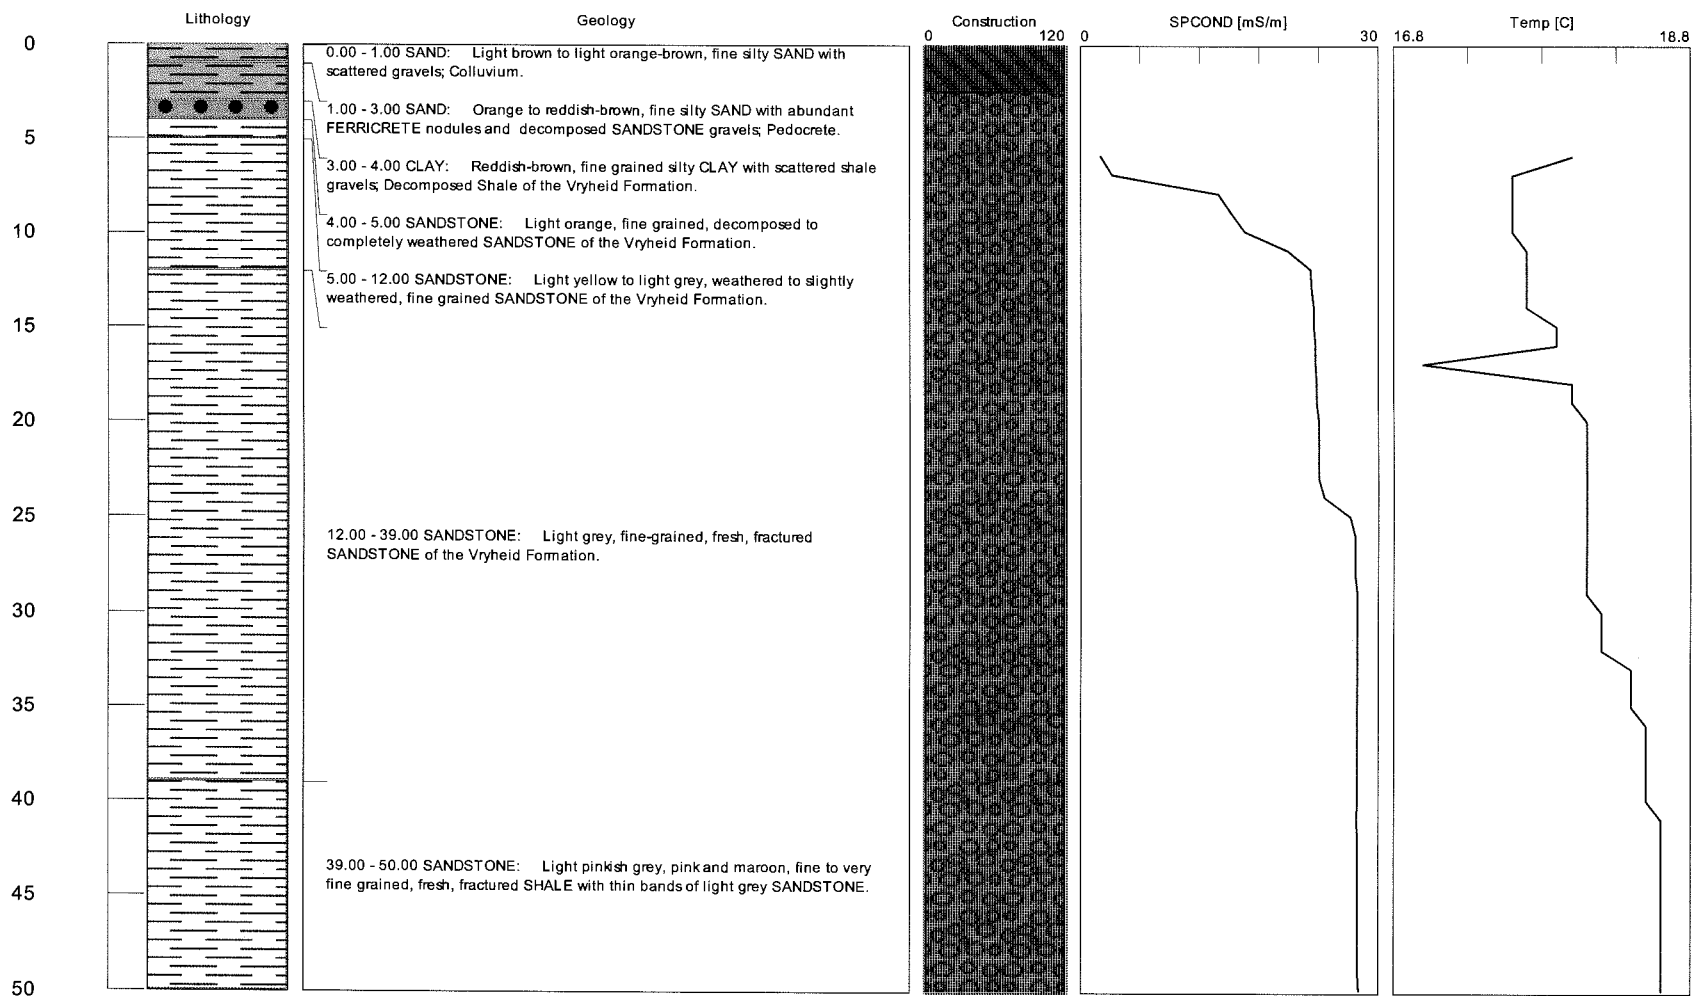 Lithology
Geology
Construction
SPCOND [mS/m]
Temp [C]
0
120
0
30
16.8
18.8
0
5
10
15
20
25
30
35
40
45
50
0.00 - 1.00 SAND: Light brown to light orange-brown, fine silty SAND with
scattered gravels; Colluvium.
1.00 - 3.00 SAND: Orange to reddish-brown, fine silty SAND with abundant
FERRICRETE nodules and decomposed SANDSTONE gravels; Pedocrete.
3.00 - 4.00 CLAY: Reddish-brown, fine grained silty CLAY with scattered shale
gravels; Decomposed Shale of the Vryheid Formation.
4.00 - 5.00 SANDSTONE: Light orange, fine grained, decomposed to
completely weathered SANDSTONE of the Vryheid Formation.
5.00 - 12.00 SANDSTONE: Light yellow to light grey, weathered to slightly
weathered, fine grained SANDSTONE of the Vryheid Formation.
12.00 - 39.00 SANDSTONE: Light grey, fine-grained, fresh, fractured
SANDSTONE of the Vryheid Formation.
39.00 - 50.00 SANDSTONE: Light pinkish grey, pink and maroon, fine to very
fine grained, fresh, fractured SHALE with thin bands of light grey SANDSTONE.